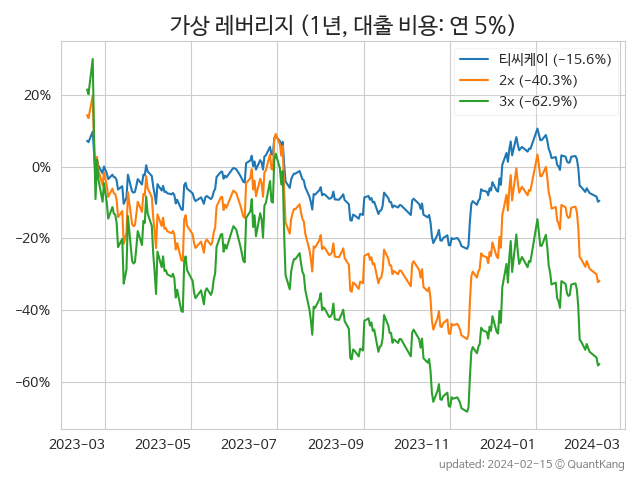 가상 레버리지 (1년, 대출 비용: 연 5%)
티씨케이 (-15.6%)
2x (-40.3%)
3x (-62.9%)
20%
0%
−20%
−40%
−60%
2023-03 2023-05 2023-07 2023-09 2023-11 2024-01 2024-03
updated: 2024-02-15 © QuantKang